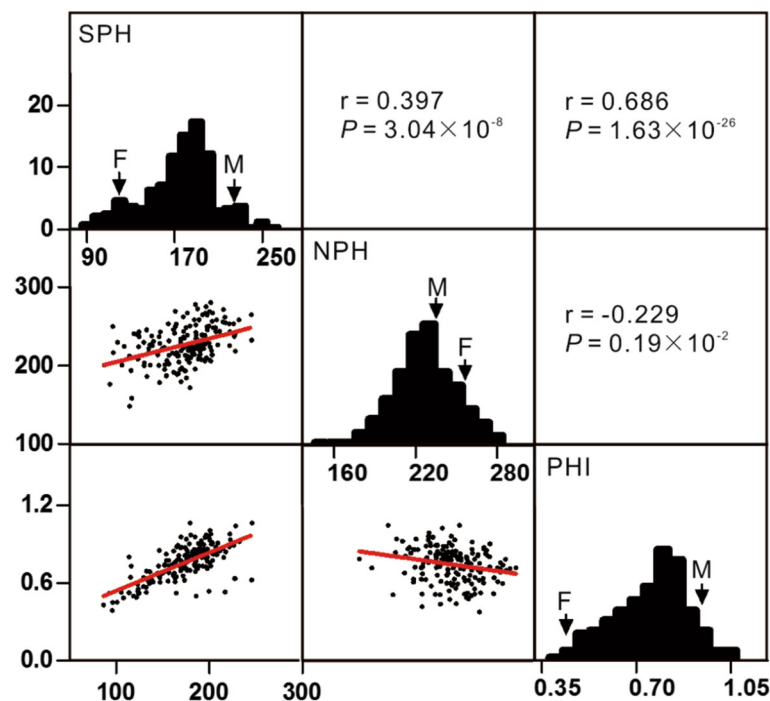 SPH
r = 0.397
P = 3.04×10⁻⁸
r = 0.686
P = 1.63×10⁻²⁶
20
10
0
F
M
90 170 250
NPH
300
200
100
M
F
r = -0.229
P = 0.19×10⁻²
160 220 280
PHI
1.2
0.6
0.0
F
M
100 200 300
0.35 0.70 1.05